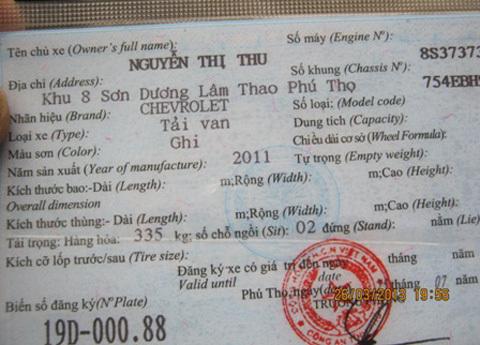 Tên chủ xe (Owner's full name): NGUYỄN THỊ THU Số máy (Engine Nº): 8S3737
Địa chỉ (Address): Số khung (Chassis Nº): 754EBH
Khu 8 Sơn Dương Lâm Thao Phú Thọ
Nhãn hiệu (Brand): CHEVROLET Số loại: (Model code)
Loại xe (Type): Tải van Dung tích (Capacity):
Màu sơn (Color): Ghi Chiều dài cơ sở (Wheel Formula):
Năm sản xuất (Year of manufacture): 2011 Tự trọng (Empty weight):
Kích thước bao:-Dài (Length): m;Rộng (Width): m;Cao (Height):
Overall dimension
Kích thước thùng:- Dài (Length): m;Rộng (Width): m;Cao (Height):
Tải trọng: Hàng hóa: 335 kg; số chỗ ngồi (Sit): 02 đứng (Stand): nằm (Lie)
Kích cỡ lốp trước/sau (Tire size):
Đăng ký xe có giá trị đến ngày tháng năm
Valid until date
Biển số đăng ký(Nº Plate) Phú Thọ, ngày(date tháng 07 năm
19D-000.88
26/03/2013 19:56